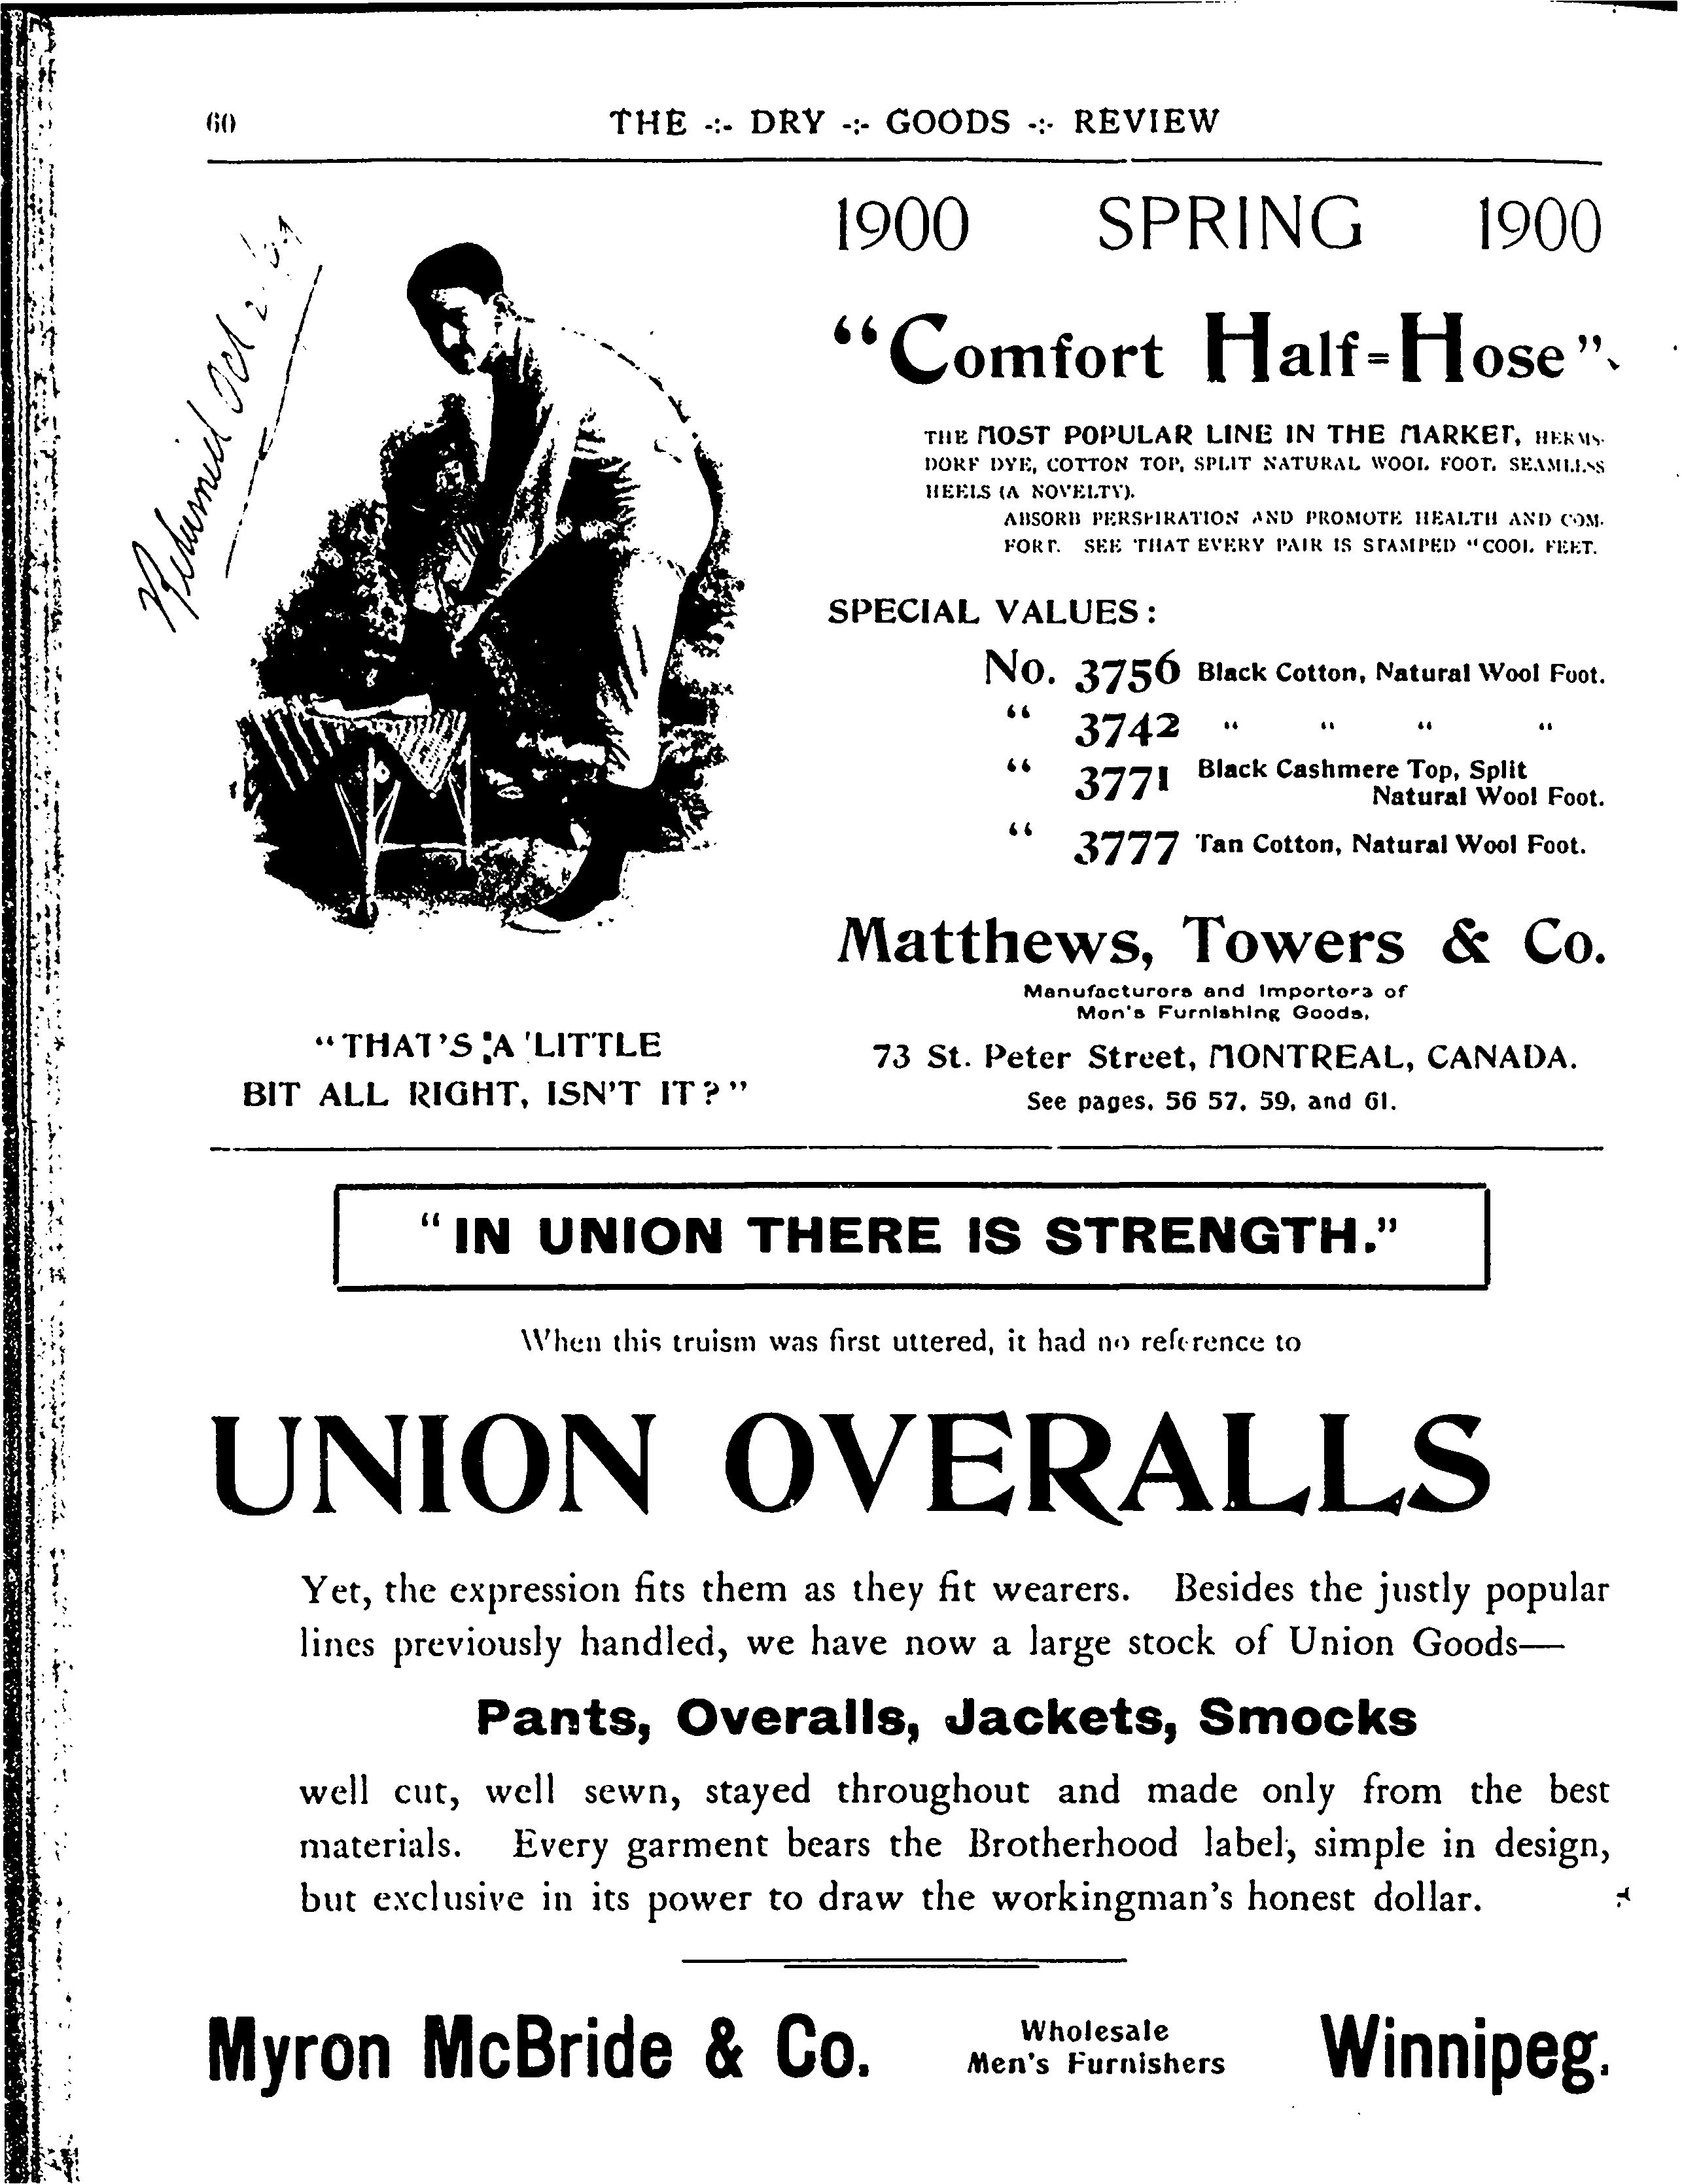 60
THE -:- DRY -:- GOODS -:- REVIEW
1900 SPRING 1900
"Comfort Half=Hose"
THE MOST POPULAR LINE IN THE MARKET, HERMS-
DORF DYE, COTTON TOP, SPLIT NATURAL WOOL FOOT. SEAMLESS
HEELS (A NOVELTY).
ABSORB PERSPIRATION AND PROMOTE HEALTH AND COM-
FORT. SEE THAT EVERY PAIR IS STAMPED "COOL FEET.
SPECIAL VALUES:
No. 3756 Black Cotton, Natural Wool Foot.
" 3742 " " " "
" 3771 Black Cashmere Top, Split
Natural Wool Foot.
" 3777 Tan Cotton, Natural Wool Foot.
Matthews, Towers & Co.
Manufacturers and Importers of
Men's Furnishing Goods,
73 St. Peter Street, MONTREAL, CANADA.
See pages, 56 57, 59, and 61.
"THAT'S A LITTLE
BIT ALL RIGHT, ISN'T IT?"
"IN UNION THERE IS STRENGTH."
When this truism was first uttered, it had no reference to
UNION OVERALLS
Yet, the expression fits them as they fit wearers. Besides the justly popular
lines previously handled, we have now a large stock of Union Goods—
Pants, Overalls, Jackets, Smocks
well cut, well sewn, stayed throughout and made only from the best
materials. Every garment bears the Brotherhood label, simple in design,
but exclusive in its power to draw the workingman's honest dollar.
Myron McBride & Co. Wholesale
Men's Furnishers Winnipeg.